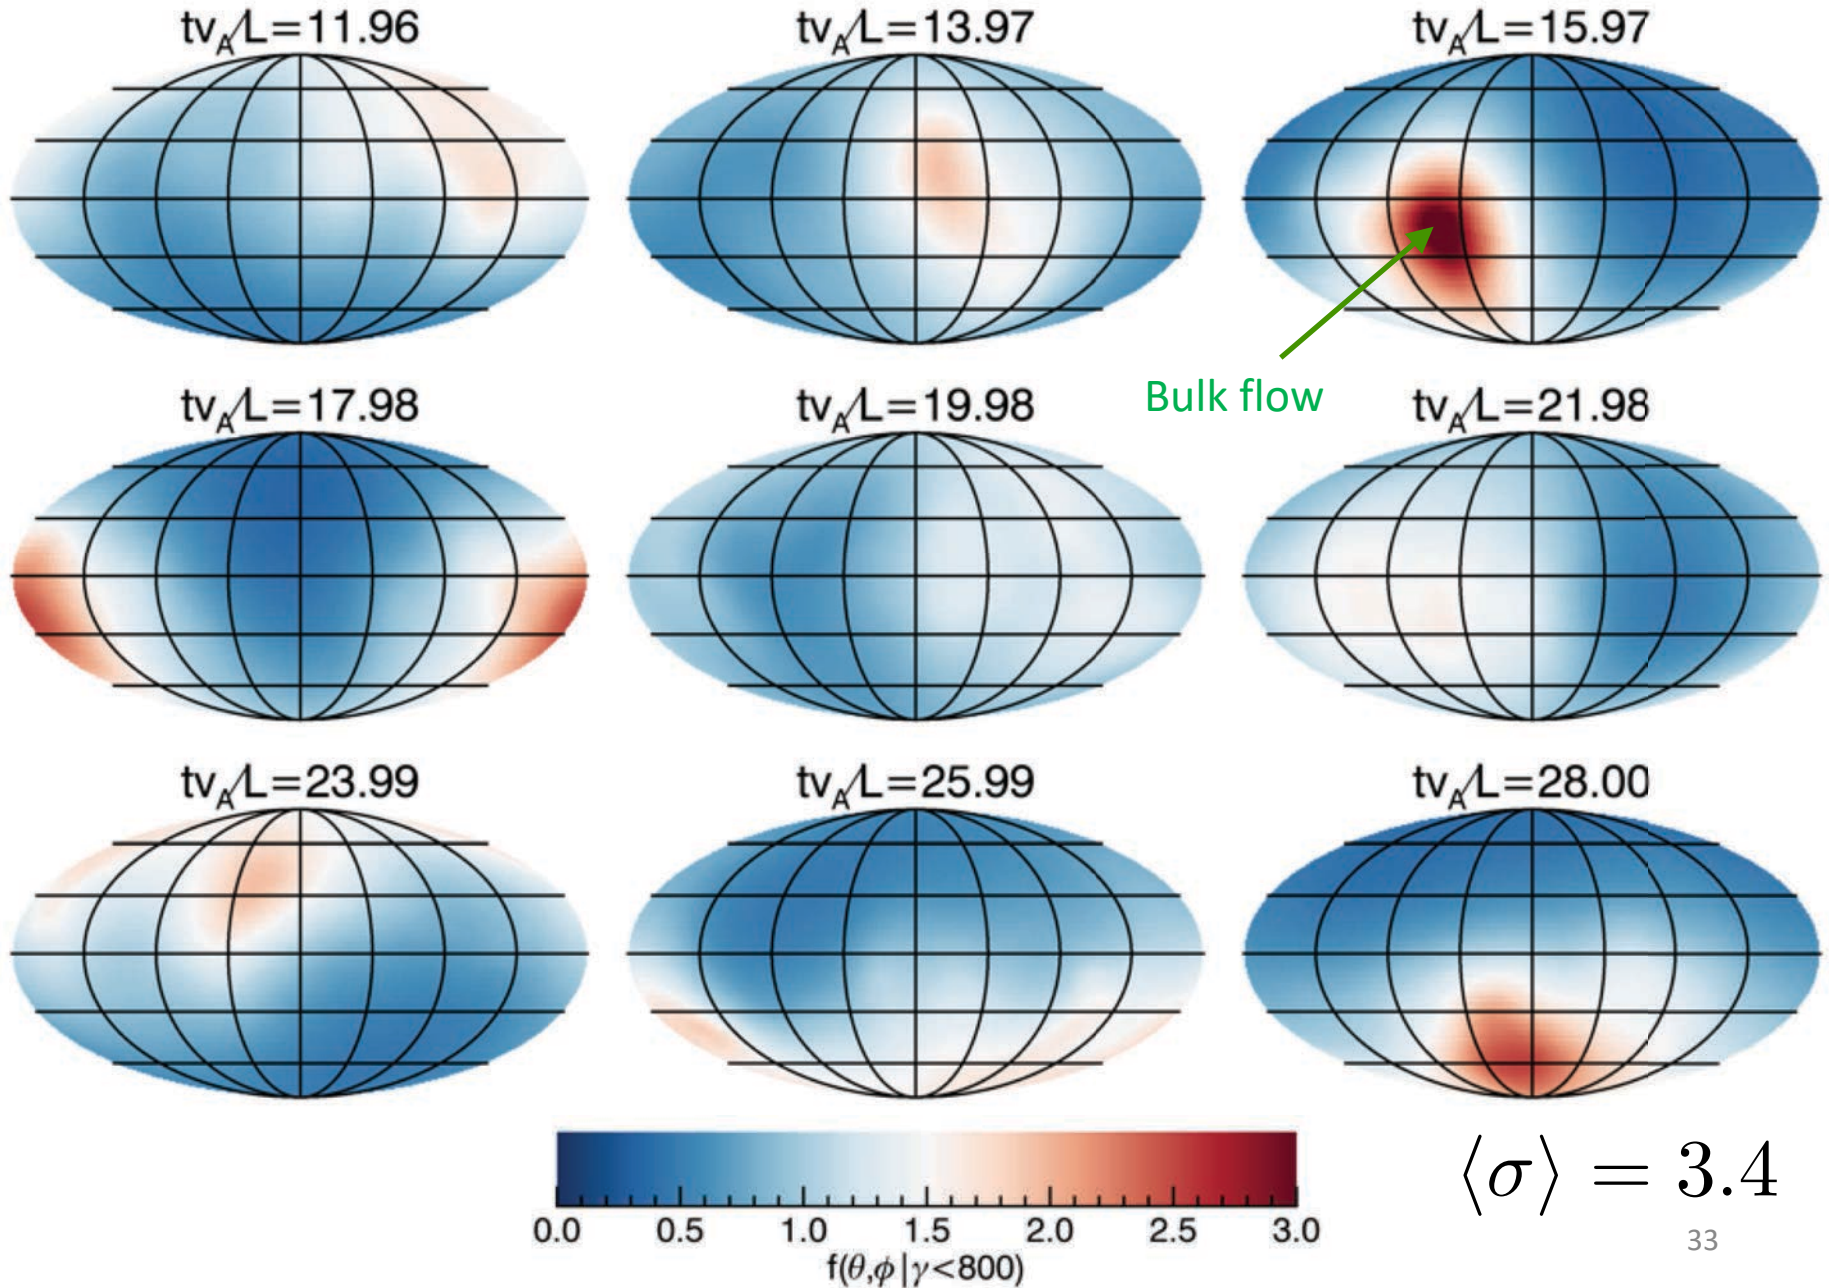 tv_A/L=11.96
tv_A/L=13.97
tv_A/L=15.97
Bulk flow
tv_A/L=17.98
tv_A/L=19.98
tv_A/L=21.98
tv_A/L=23.99
tv_A/L=25.99
tv_A/L=28.00
0.0 0.5 1.0 1.5 2.0 2.5 3.0
f(θ,ϕ|γ<800)
⟨σ⟩ = 3.4
33